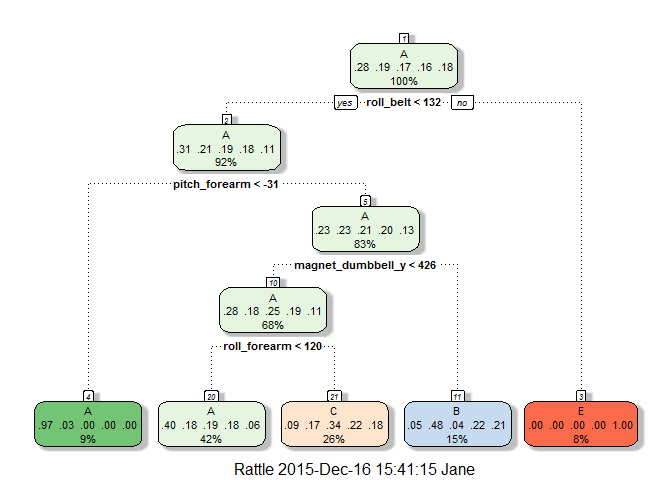 1
A
.28 .19 .17 .16 .18
100%
yes roll_belt < 132 no
2
A
.31 .21 .19 .18 .11
92%
pitch_forearm < -31
5
A
.23 .23 .21 .20 .13
83%
magnet_dumbbell_y < 426
10
A
.28 .18 .25 .19 .11
68%
roll_forearm < 120
4
A
.97 .03 .00 .00 .00
9%
20
A
.40 .18 .19 .18 .06
42%
21
C
.09 .17 .34 .22 .18
26%
11
B
.05 .48 .04 .22 .21
15%
3
E
.00 .00 .00 .00 1.00
8%
Rattle 2015-Dec-16 15:41:15 Jane